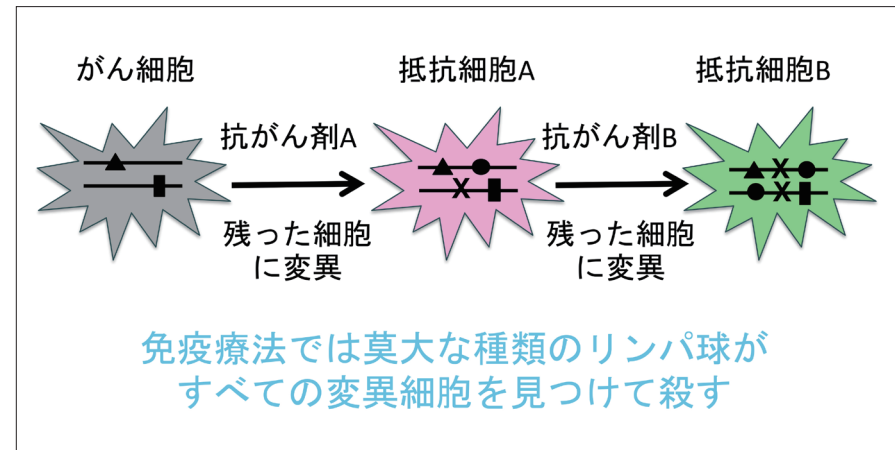 がん細胞
抵抗細胞A
抵抗細胞B
抗がん剤A
抗がん剤B
残った細胞
に変異
残った細胞
に変異
免疫療法では莫大な種類のリンパ球が
すべての変異細胞を見つけて殺す